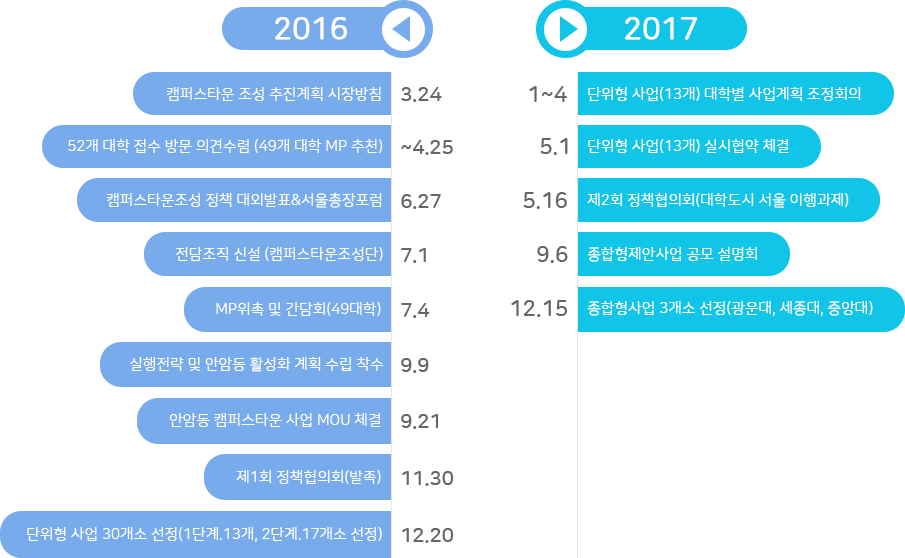 2016
캠퍼스타운 조성 추진계획 시장방침 3.24
52개 대학 접수 방문 의견수렴 (49개 대학 MP 추천) ~4.25
캠퍼스타운조성 정책 대외발표&서울총장포럼 6.27
전담조직 신설 (캠퍼스타운조성단) 7.1
MP위촉 및 간담회(49대학) 7.4
실행전략 및 안암동 활성화 계획 수립 착수 9.9
안암동 캠퍼스타운 사업 MOU 체결 9.21
제1회 정책협의회(발족) 11.30
단위형 사업 30개소 선정(1단계.13개, 2단계.17개소 선정) 12.20
2017
1~4 단위형 사업(13개) 대학별 사업계획 조정회의
5.1 단위형 사업(13개) 실시협약 체결
5.16 제2회 정책협의회(대학도시 서울 이행과제)
9.6 종합형제안사업 공모 설명회
12.15 종합형사업 3개소 선정(광운대, 세종대, 중앙대)